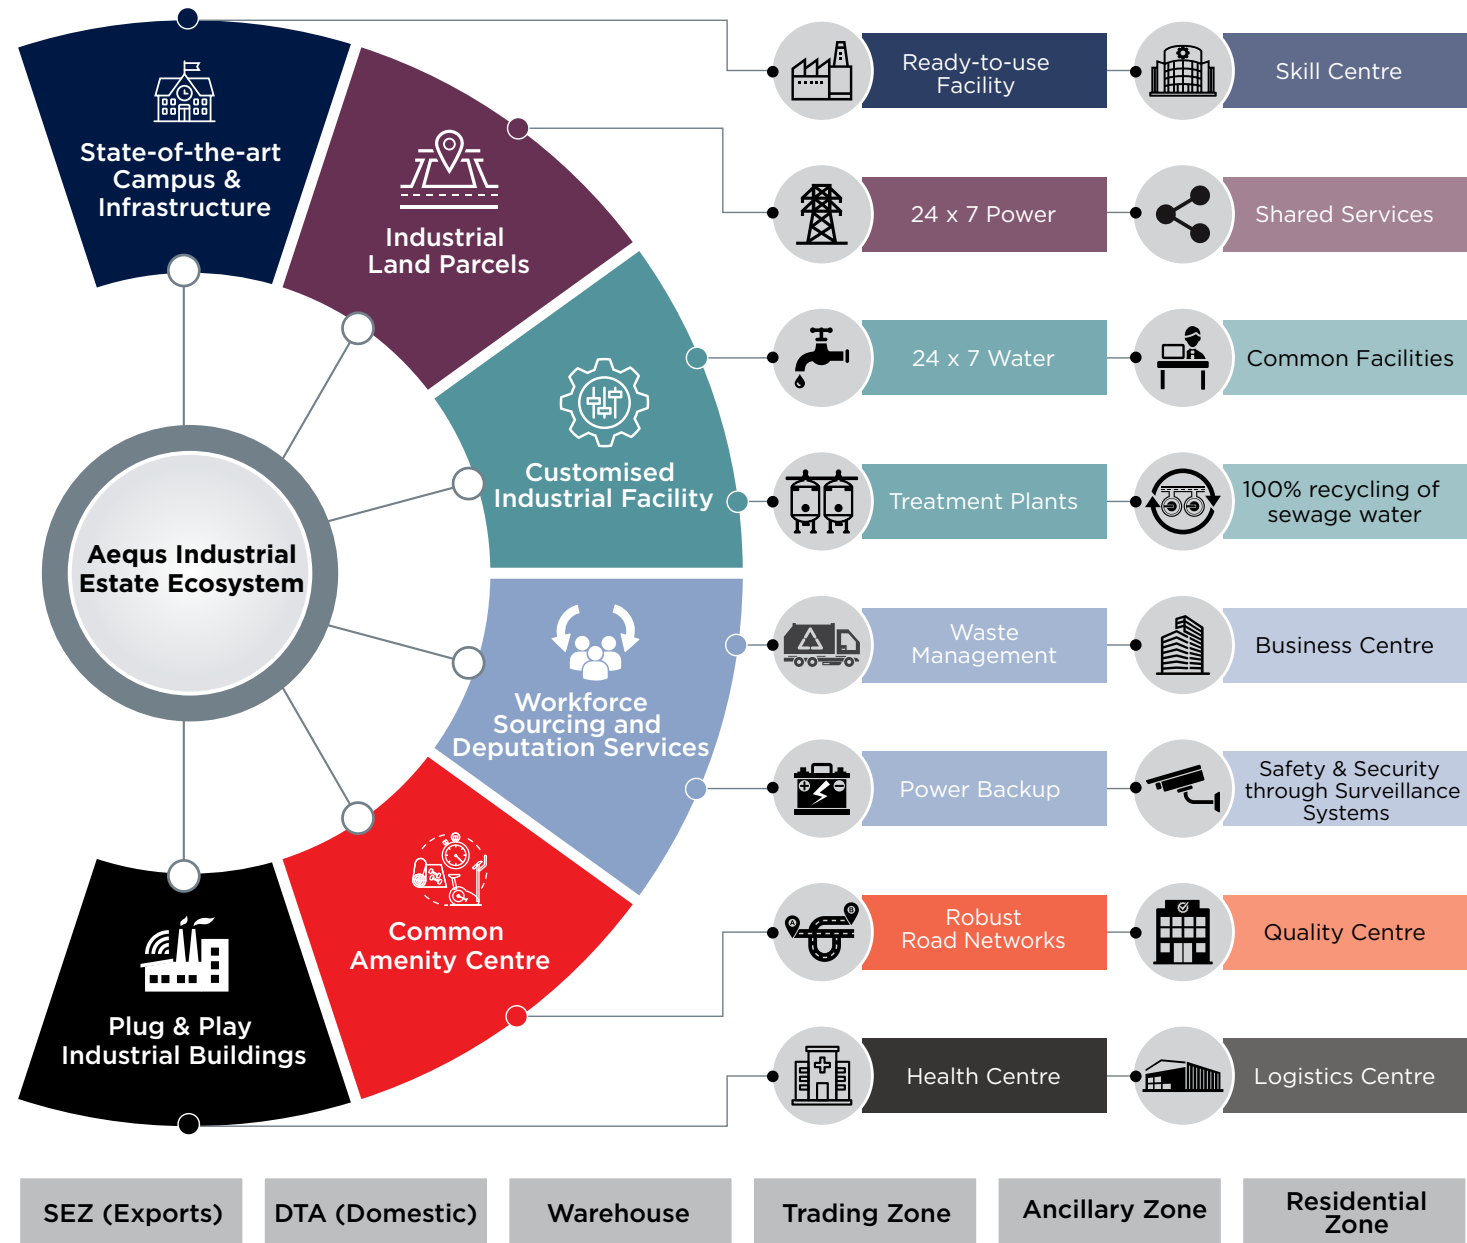 State-of-the-art
Campus &
Infrastructure
Industrial
Land Parcels
Customised
Industrial Facility
Workforce
Sourcing and
Deputation Services
Common
Amenity Centre
Plug & Play
Industrial Buildings
Aequs Industrial
Estate Ecosystem
Ready-to-use
Facility
Skill Centre
24 x 7 Power
Shared Services
24 x 7 Water
Common Facilities
Treatment Plants
100% recycling of
sewage water
Waste
Management
Business Centre
Power Backup
Safety & Security
through Surveillance
Systems
A
B
Robust
Road Networks
Quality Centre
Health Centre
Logistics Centre
SEZ (Exports)
DTA (Domestic)
Warehouse
Trading Zone
Ancillary Zone
Residential
Zone